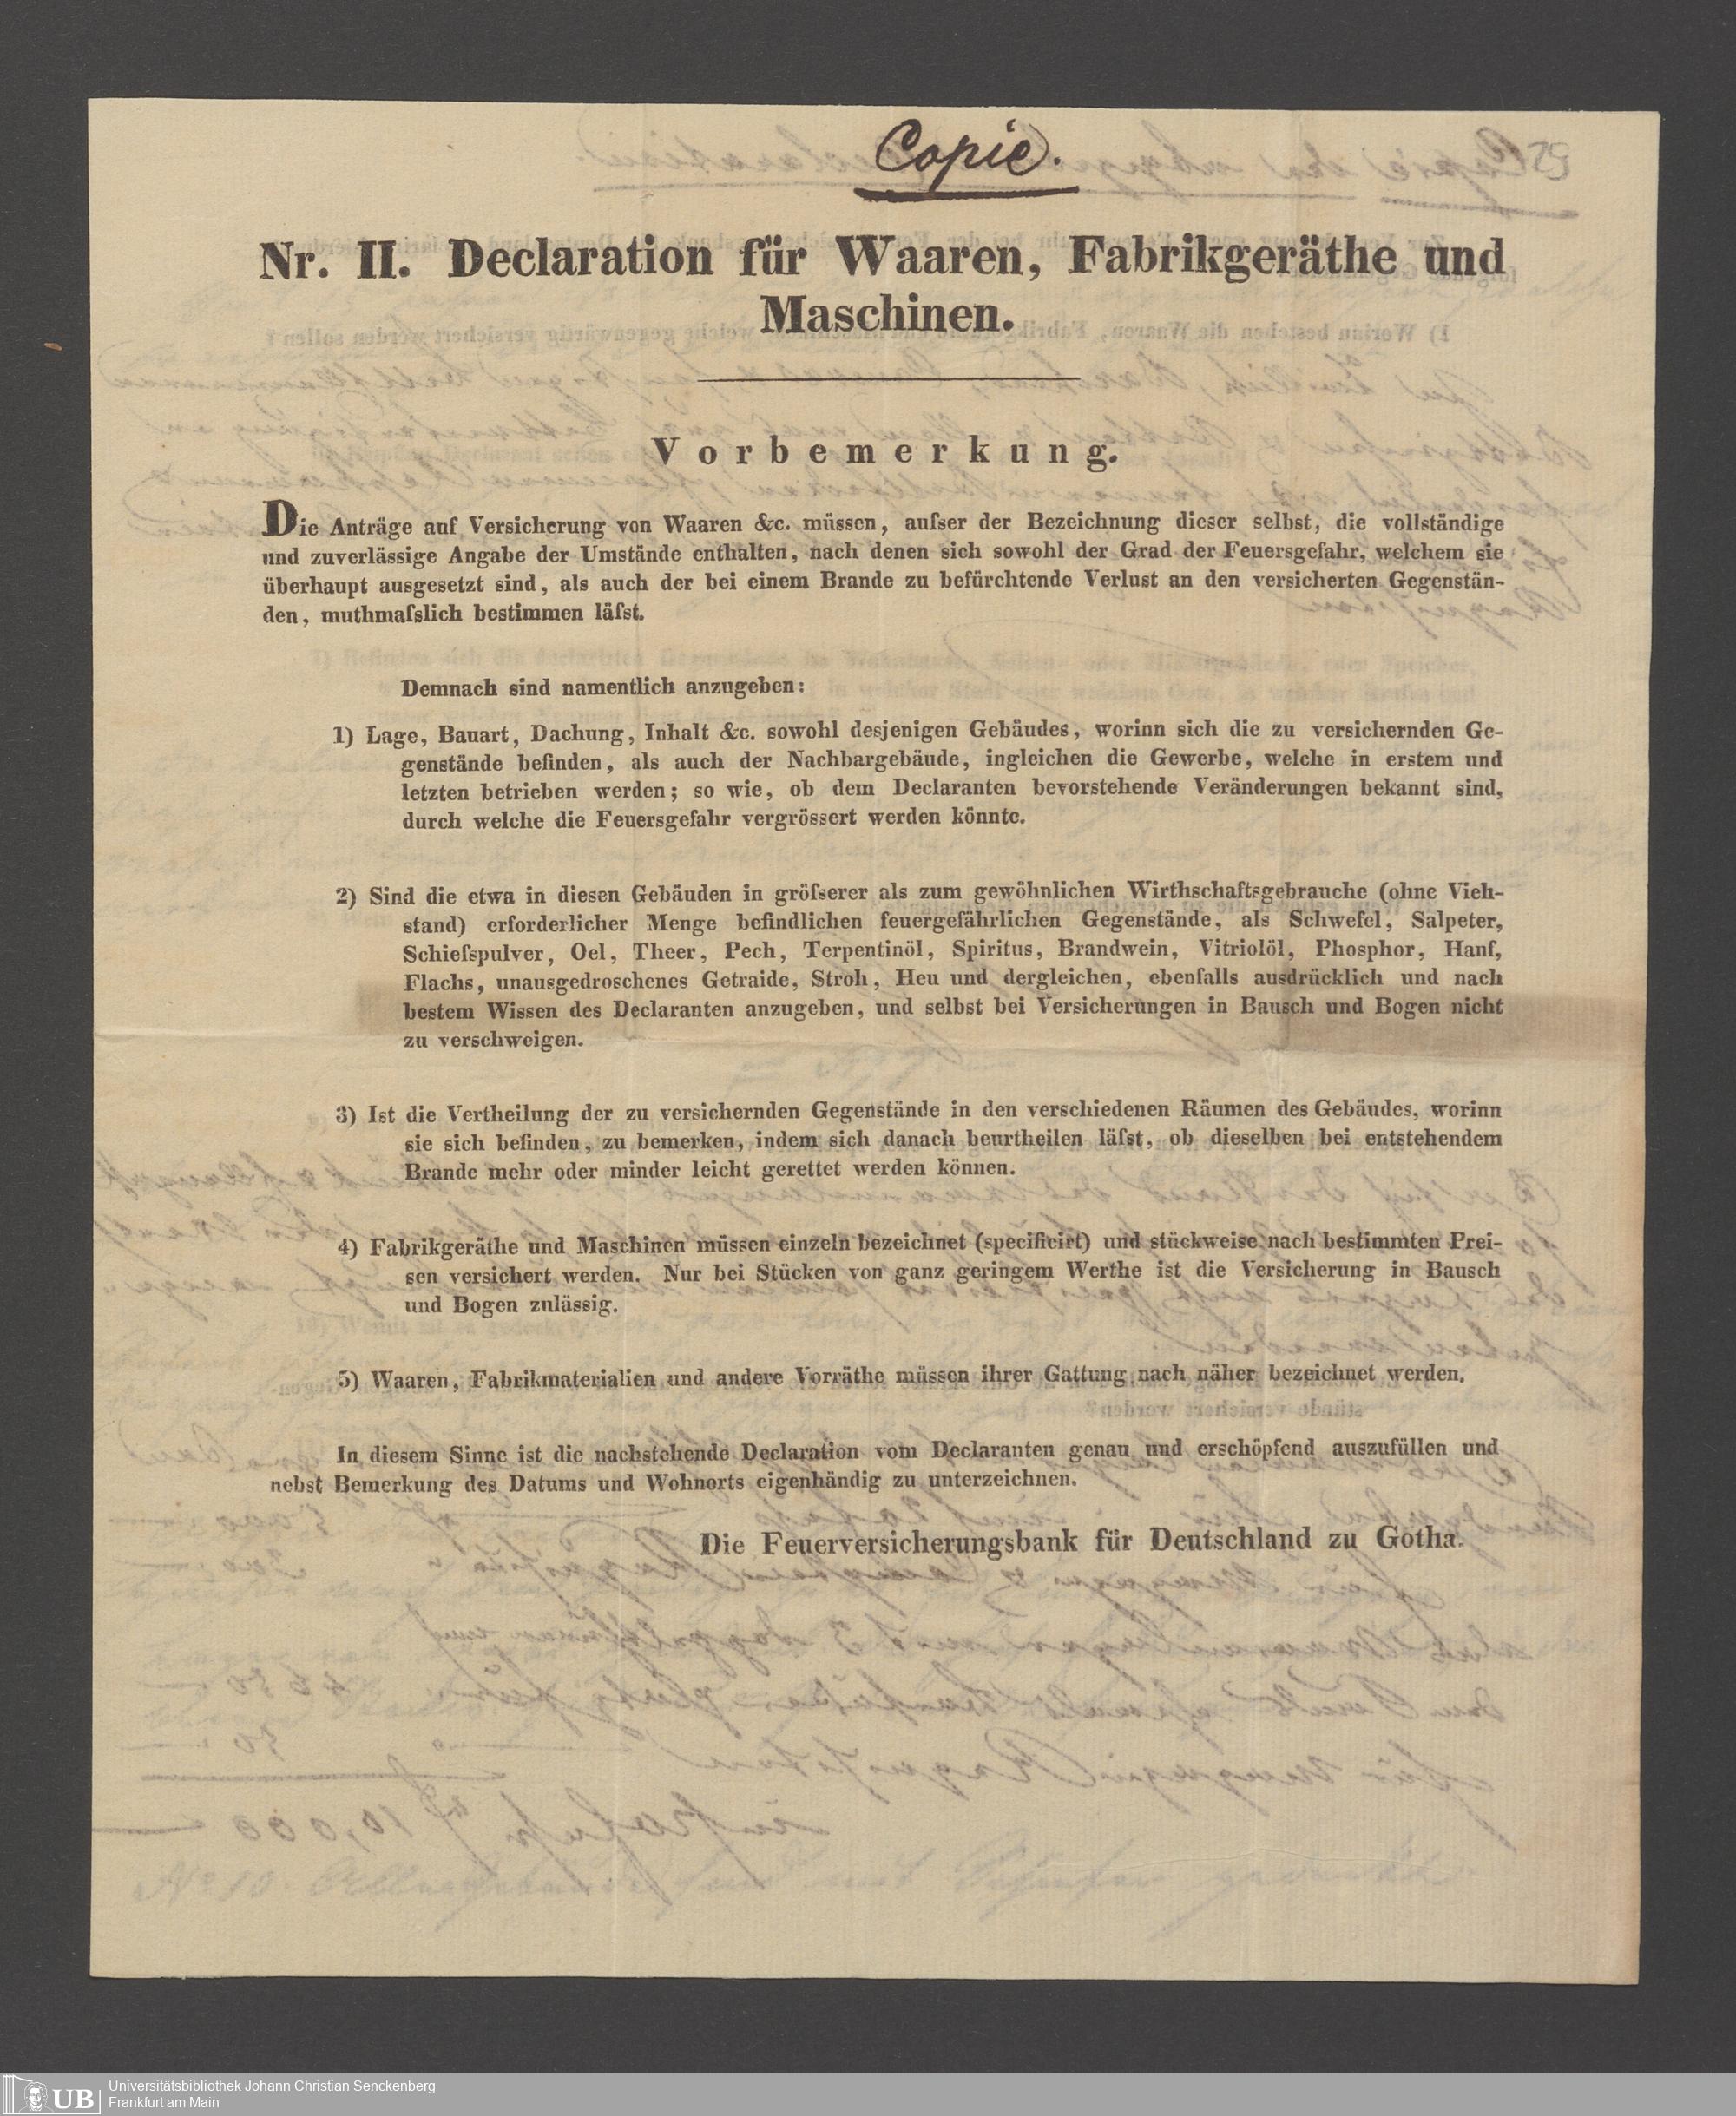 Copie.
Nr. II. Declaration für Waaren, Fabrikgeräthe und
Maschinen.
Vorbemerkung.
Die Anträge auf Versicherung von Waaren &c. müssen, auſser der Bezeichnung dieser selbst, die vollständige
und zuverlässige Angabe der Umstände enthalten, nach denen sich sowohl der Grad der Feuersgefahr, welchem sie
überhaupt ausgesetzt sind, als auch der bei einem Brande zu befürchtende Verlust an den versicherten Gegenstän-
den, muthmaſslich bestimmen läſst.
Demnach sind namentlich anzugeben:
1) Lage, Bauart, Dachung, Inhalt &c. sowohl desjenigen Gebäudes, worinn sich die zu versichernden Ge-
genstände befinden, als auch der Nachbargebäude, ingleichen die Gewerbe, welche in erstem und
letzten betrieben werden; so wie, ob dem Declaranten bevorstehende Veränderungen bekannt sind,
durch welche die Feuersgefahr vergrössert werden könnte.
2) Sind die etwa in diesen Gebäuden in gröſserer als zum gewöhnlichen Wirthschaftsgebrauche (ohne Vieh-
stand) erforderlicher Menge befindlichen feuergefährlichen Gegenstände, als Schwefel, Salpeter,
Schieſspulver, Oel, Theer, Pech, Terpentinöl, Spiritus, Brandwein, Vitriolöl, Phosphor, Hanf,
Flachs, unausgedroschenes Getraide, Stroh, Heu und dergleichen, ebenfalls ausdrücklich und nach
bestem Wissen des Declaranten anzugeben, und selbst bei Versicherungen in Bausch und Bogen nicht
zu verschweigen.
3) Ist die Vertheilung der zu versichernden Gegenstände in den verschiedenen Räumen des Gebäudes, worinn
sie sich befinden, zu bemerken, indem sich danach beurtheilen läſst, ob dieselben bei entstehendem
Brande mehr oder minder leicht gerettet werden können.
4) Fabrikgeräthe und Maschinen müssen einzeln bezeichnet (specificirt) und stückweise nach bestimmten Prei-
sen versichert werden. Nur bei Stücken von ganz geringem Werthe ist die Versicherung in Bausch
und Bogen zulässig.
5) Waaren, Fabrikmaterialien und andere Vorräthe müssen ihrer Gattung nach näher bezeichnet werden.
In diesem Sinne ist die nachstehende Declaration vom Declaranten genau und erschöpfend auszufüllen und
nebst Bemerkung des Datums und Wohnorts eigenhändig zu unterzeichnen.
Die Feuerversicherungsbank für Deutschland zu Gotha.
UB
Universitätsbibliothek Johann Christian Senckenberg
Frankfurt am Main